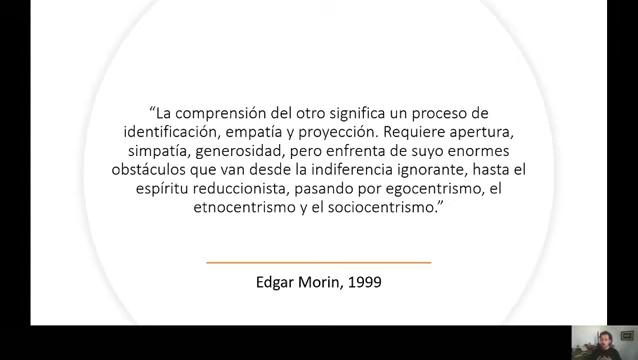 “La comprensión del otro significa un proceso de
identificación, empatía y proyección. Requiere apertura,
simpatía, generosidad, pero enfrenta de suyo enormes
obstáculos que van desde la indiferencia ignorante, hasta el
espíritu reduccionista, pasando por egocentrismo, el
etnocentrismo y el sociocentrismo.”
Edgar Morin, 1999